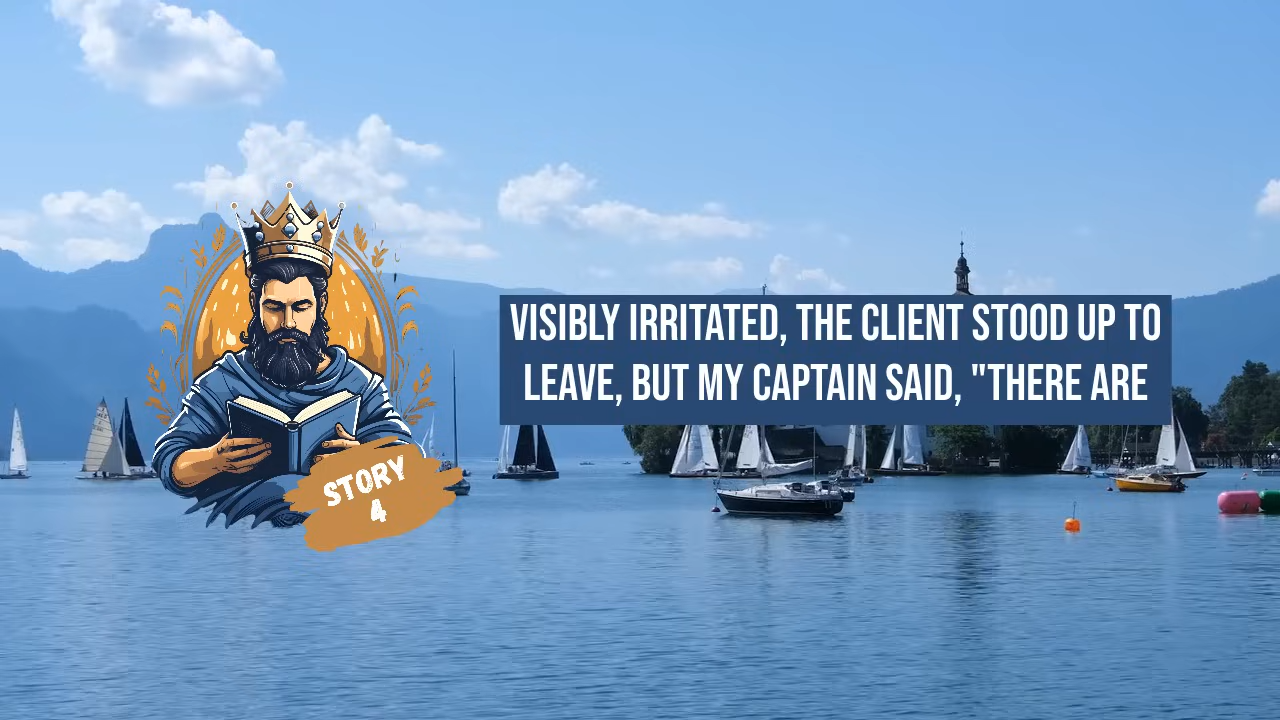 VISIBLY IRRITATED, THE CLIENT STOOD UP TO
LEAVE, BUT MY CAPTAIN SAID, "THERE ARE
STORY
4